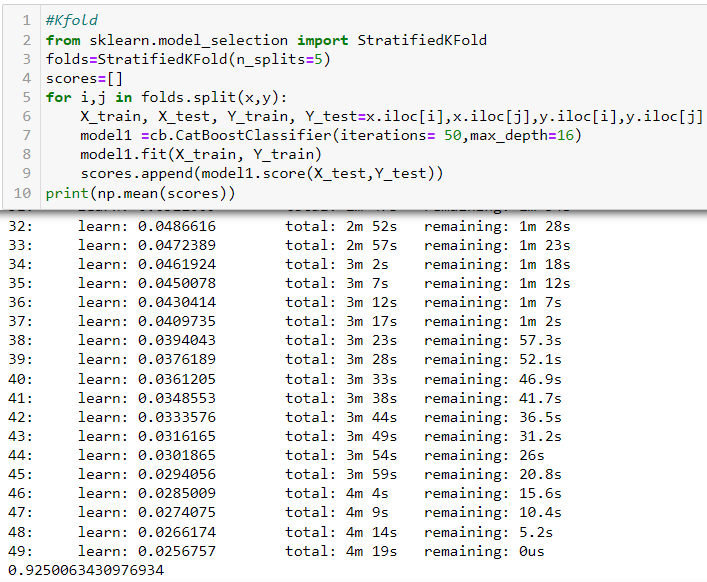 1 #Kfold
2 from sklearn.model_selection import StratifiedKFold
3 folds=StratifiedKFold(n_splits=5)
4 scores=[]
5 for i,j in folds.split(x,y):
6     X_train, X_test, Y_train, Y_test=x.iloc[i],x.iloc[j],y.iloc[i],y.iloc[j]
7     model1 =cb.CatBoostClassifier(iterations= 50,max_depth=16)
8     model1.fit(X_train, Y_train)
9     scores.append(model1.score(X_test,Y_test))
10 print(np.mean(scores))
32: learn: 0.0486616 total: 2m 52s remaining: 1m 28s
33: learn: 0.0472389 total: 2m 57s remaining: 1m 23s
34: learn: 0.0461924 total: 3m 2s remaining: 1m 18s
35: learn: 0.0450078 total: 3m 7s remaining: 1m 12s
36: learn: 0.0430414 total: 3m 12s remaining: 1m 7s
37: learn: 0.0409735 total: 3m 17s remaining: 1m 2s
38: learn: 0.0394043 total: 3m 23s remaining: 57.3s
39: learn: 0.0376189 total: 3m 28s remaining: 52.1s
40: learn: 0.0361205 total: 3m 33s remaining: 46.9s
41: learn: 0.0348553 total: 3m 38s remaining: 41.7s
42: learn: 0.0333576 total: 3m 44s remaining: 36.5s
43: learn: 0.0316165 total: 3m 49s remaining: 31.2s
44: learn: 0.0301865 total: 3m 54s remaining: 26s
45: learn: 0.0294056 total: 3m 59s remaining: 20.8s
46: learn: 0.0285009 total: 4m 4s remaining: 15.6s
47: learn: 0.0274075 total: 4m 9s remaining: 10.4s
48: learn: 0.0266174 total: 4m 14s remaining: 5.2s
49: learn: 0.0256757 total: 4m 19s remaining: 0us
0.9250063430976934